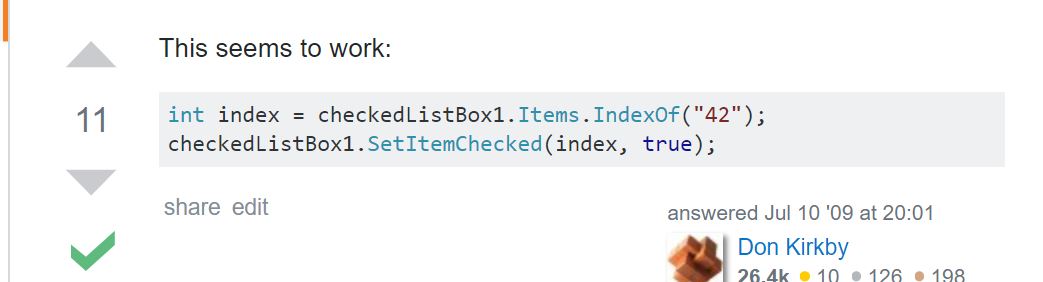 This seems to work:
11
int index = checkedListBox1.Items.IndexOf("42");
checkedListBox1.SetItemChecked(index, true);
share edit
answered Jul 10 '09 at 20:01
Don Kirkby
26.4k 10 126 198